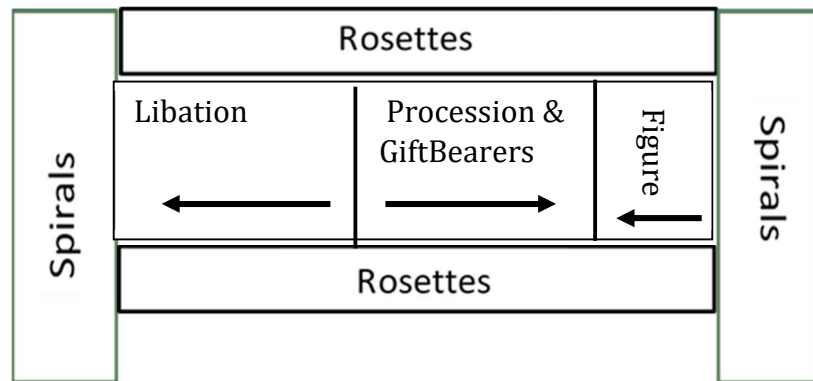 Rosettes
Spirals
Libation
Procession &
GiftBearers
Figure
Spirals
Rosettes